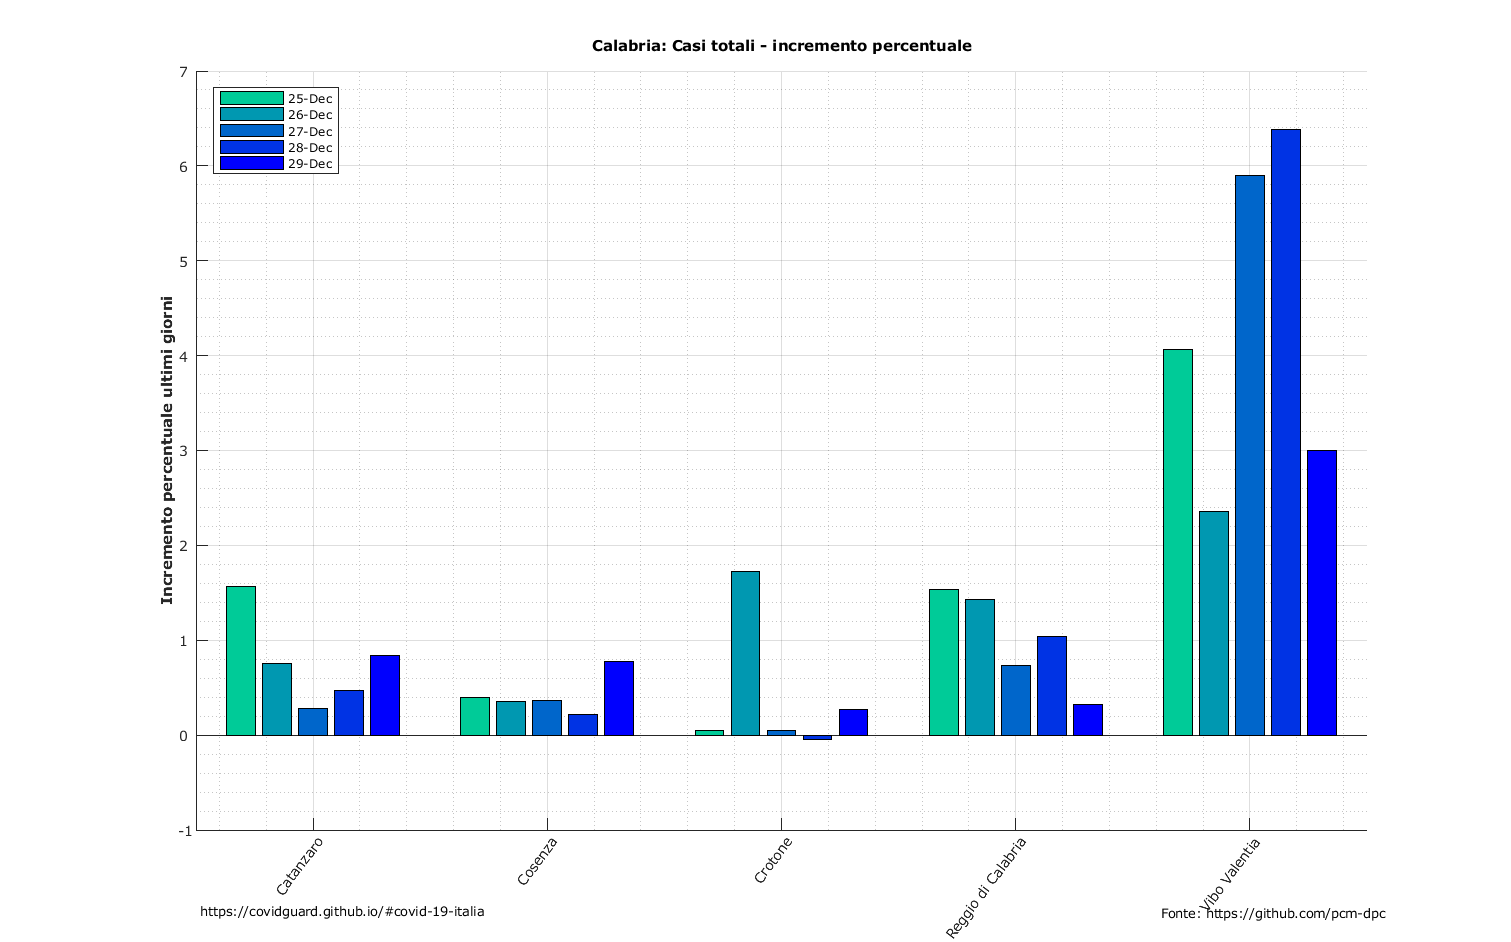 Calabria: Casi totali - incremento percentuale
7
6
5
4
3
2
1
0
-1
25-Dec
26-Dec
27-Dec
28-Dec
29-Dec
Incremento percentuale ultimi giorni
Catanzaro
Cosenza
Crotone
Reggio di Calabria
Vibo Valentia
https://covidguard.github.io/#covid-19-italia
Fonte: https://github.com/pcm-dpc